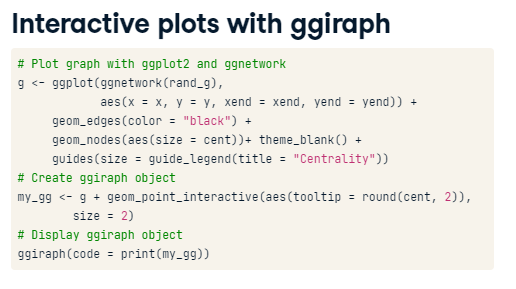 Interactive plots with ggiraph
# Plot graph with ggplot2 and ggnetwork
g <- ggplot(ggnetwork(rand_g),
            aes(x = x, y = y, xend = xend, yend = yend)) +
     geom_edges(color = "black") +
     geom_nodes(aes(size = cent))+ theme_blank() +
     guides(size = guide_legend(title = "Centrality"))
# Create ggiraph object
my_gg <- g + geom_point_interactive(aes(tooltip = round(cent, 2)),
        size = 2)
# Display ggiraph object
ggiraph(code = print(my_gg))